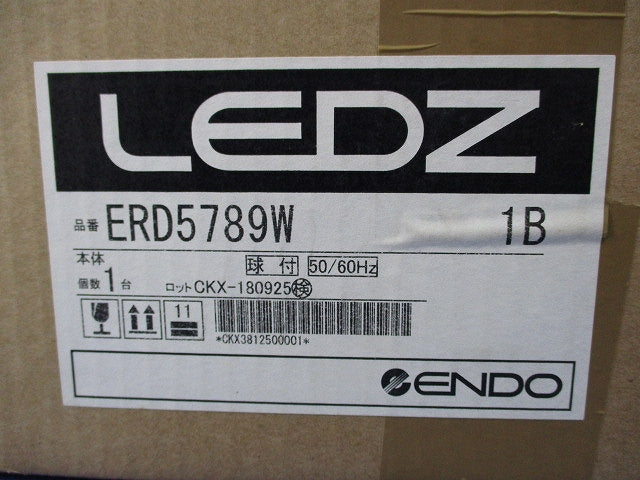 LEDZ
品番 ERD5789W 1B
本体 球付 50/60Hz
個数 1 台 ロット CKX-180925 検
11
*CKX3812500001*
ENDO